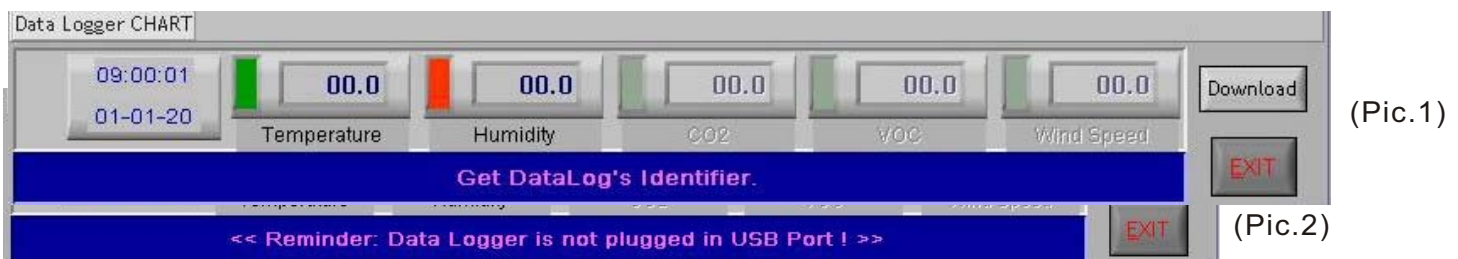 Data Logger CHART
09:00:01
01-01-20
00.0 00.0 00.0 00.0 00.0
Temperature Humidity CO2 VOC Wind Speed
Download
(Pic.1)
Get DataLog's Identifier.
EXIT
<< Reminder: Data Logger is not plugged in USB Port ! >>
EXIT
(Pic.2)